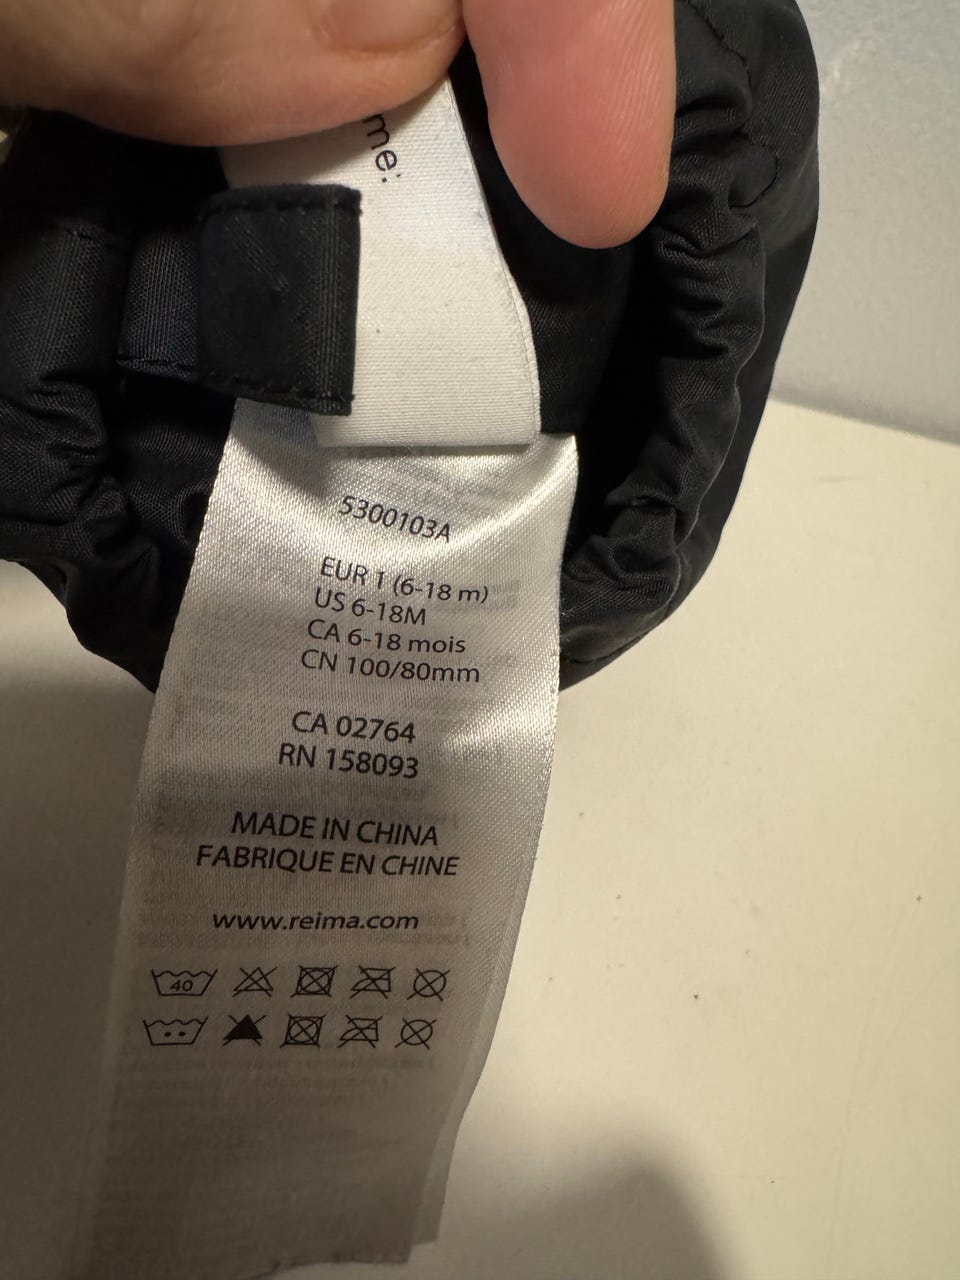 me:
5300103A
EUR 1 (6-18 m)
US 6-18M
CA 6-18 mois
CN 100/80mm
CA 02764
RN 158093
MADE IN CHINA
FABRIQUE EN CHINE
www.reima.com
40